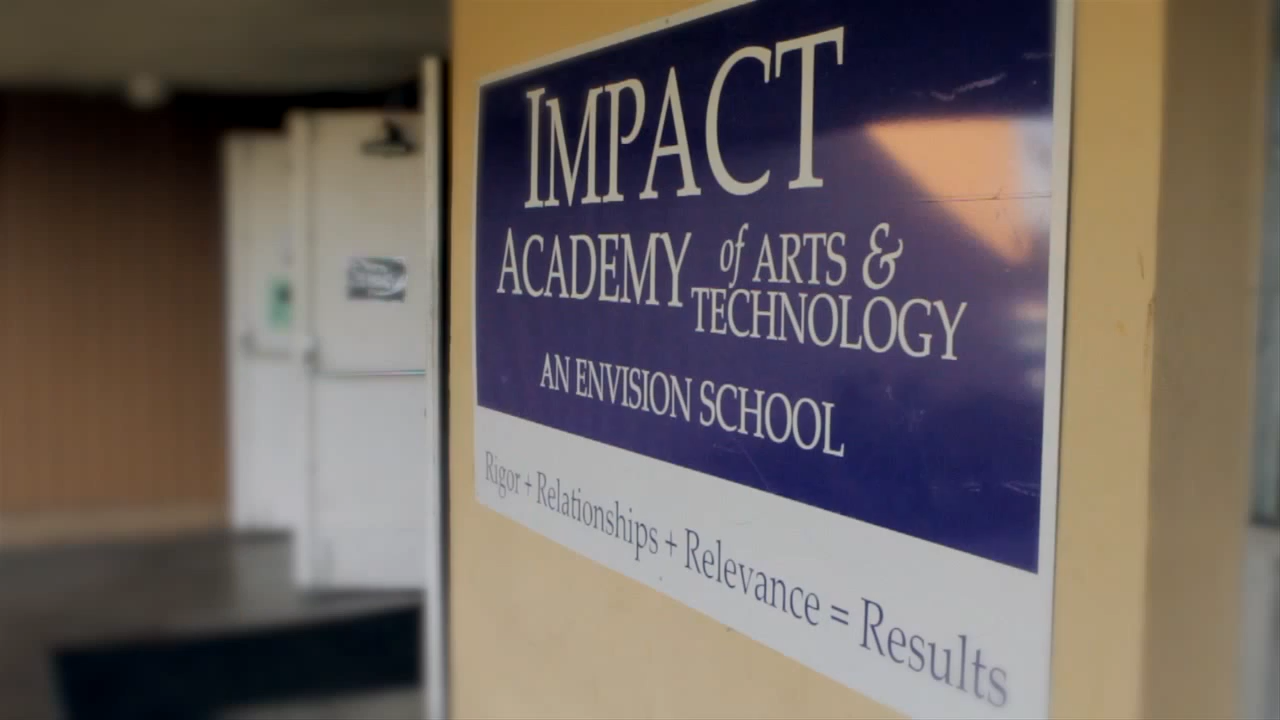 IMPACT
ACADEMY of ARTS &
TECHNOLOGY
AN ENVISION SCHOOL
Rigor + Relationships + Relevance = Results